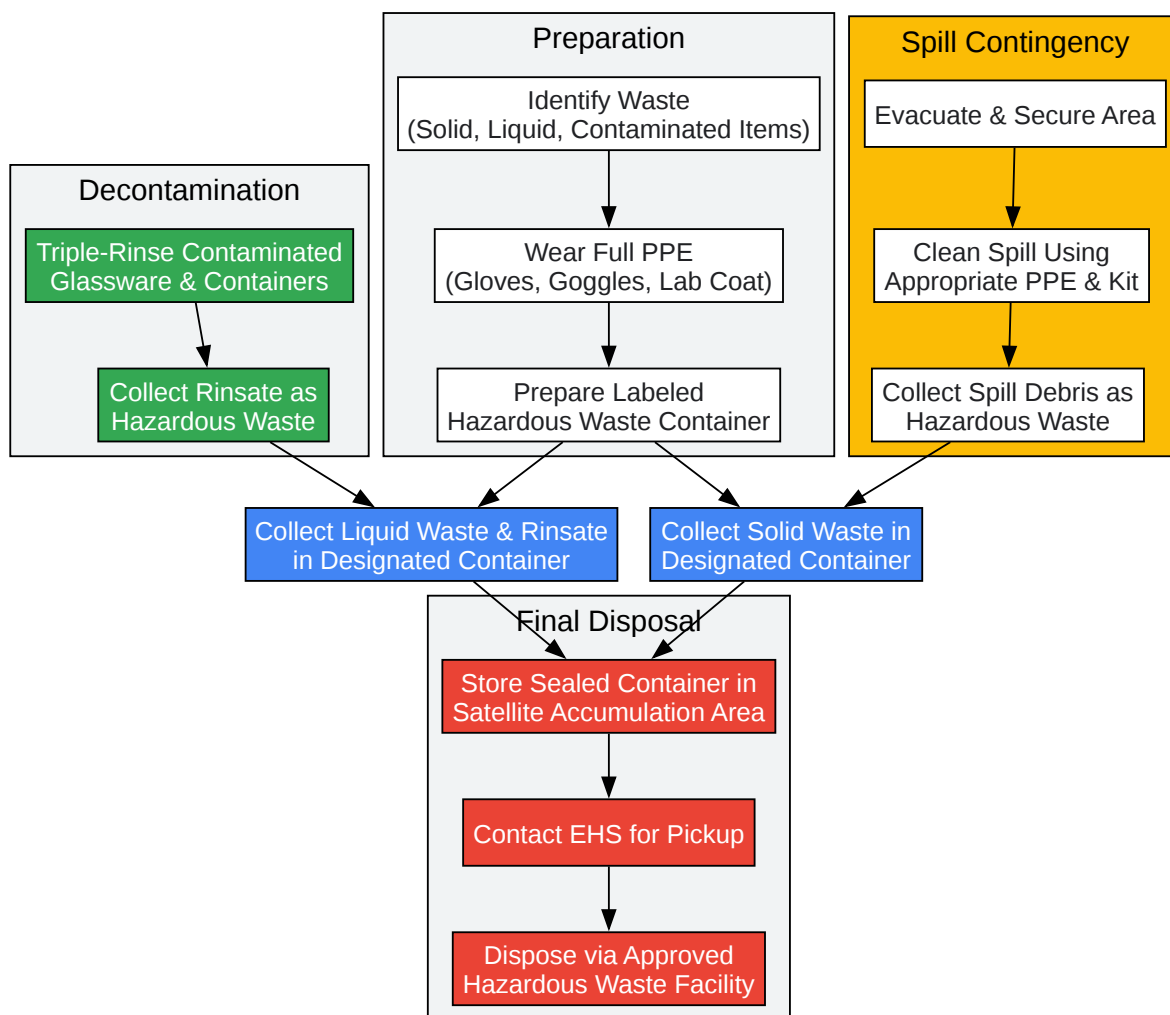 Preparation
Identify Waste
(Solid, Liquid, Contaminated Items)
Wear Full PPE
(Gloves, Goggles, Lab Coat)
Prepare Labeled
Hazardous Waste Container
Spill Contingency
Evacuate & Secure Area
Clean Spill Using
Appropriate PPE & Kit
Collect Spill Debris as
Hazardous Waste
Decontamination
Triple-Rinse Contaminated
Glassware & Containers
Collect Rinsate as
Hazardous Waste
Collect Liquid Waste & Rinsate
in Designated Container
Collect Solid Waste in
Designated Container
Final Disposal
Store Sealed Container in
Satellite Accumulation Area
Contact EHS for Pickup
Dispose via Approved
Hazardous Waste Facility